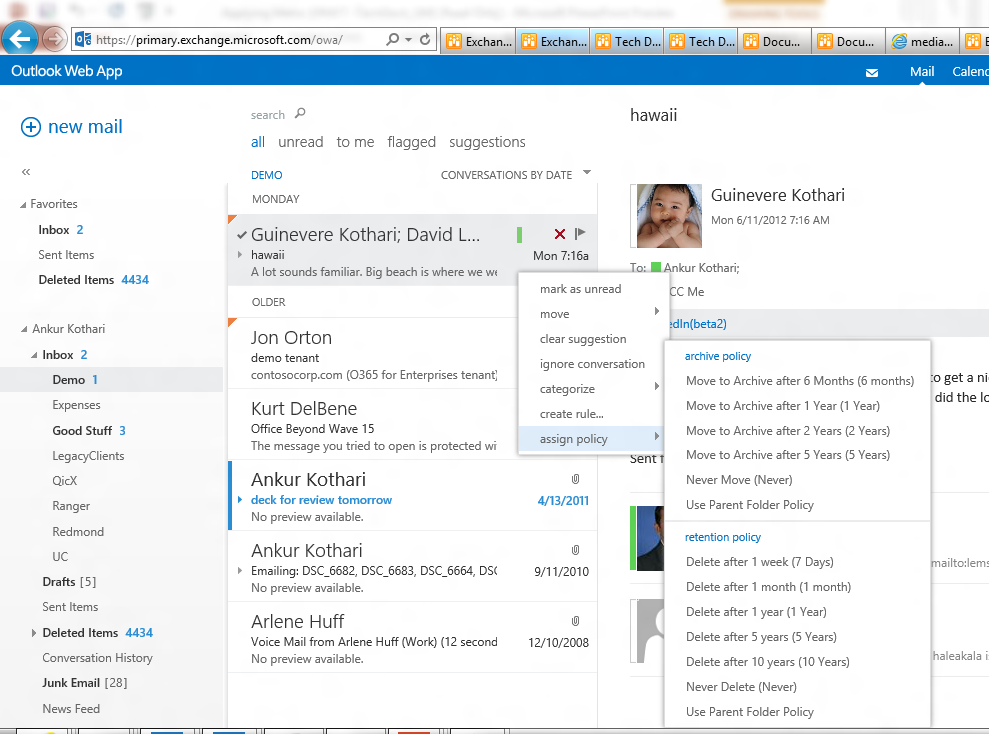 https://primary.exchange.microsoft.com/owa/
Exchan...
Exchan...
Tech D...
Tech D...
Docu...
Docu...
media...
Outlook Web App
Mail
Calend
new mail
«
Favorites
Inbox 2
Sent Items
Deleted Items 4434
Ankur Kothari
Inbox 2
Demo 1
Expenses
Good Stuff 3
LegacyClients
QicX
Ranger
Redmond
UC
Drafts [5]
Sent Items
Deleted Items 4434
Conversation History
Junk Email [28]
News Feed
search
all unread to me flagged suggestions
DEMO CONVERSATIONS BY DATE
MONDAY
Guinevere Kothari; David L...
hawaii Mon 7:16a
A lot sounds familiar. Big beach is where we we
OLDER
Jon Orton
demo tenant
contosocorp.com (O365 for Enterprises tenant)
Kurt DelBene
Office Beyond Wave 15
The message you tried to open is protected wi
Ankur Kothari
deck for review tomorrow 4/13/2011
No preview available.
Ankur Kothari
Emailing: DSC_6682, DSC_6683, DSC_6664, DSC 9/11/2010
No preview available.
Arlene Huff
Voice Mail from Arlene Huff (Work) (12 second 12/10/2008
No preview available.
mark as unread
move
clear suggestion
ignore conversation
categorize
create rule...
assign policy
archive policy
Move to Archive after 6 Months (6 months)
Move to Archive after 1 Year (1 Year)
Move to Archive after 2 Years (2 Years)
Move to Archive after 5 Years (5 Years)
Never Move (Never)
Use Parent Folder Policy
retention policy
Delete after 1 week (7 Days)
Delete after 1 month (1 month)
Delete after 1 year (1 Year)
Delete after 5 years (5 Years)
Delete after 10 years (10 Years)
Never Delete (Never)
Use Parent Folder Policy
hawaii
Guinevere Kothari
Mon 6/11/2012 7:16 AM
To: Ankur Kothari;
CC Me
edIn(beta2)
to get a ni
did the lo
Sent f
mailto:lems
haleakala is